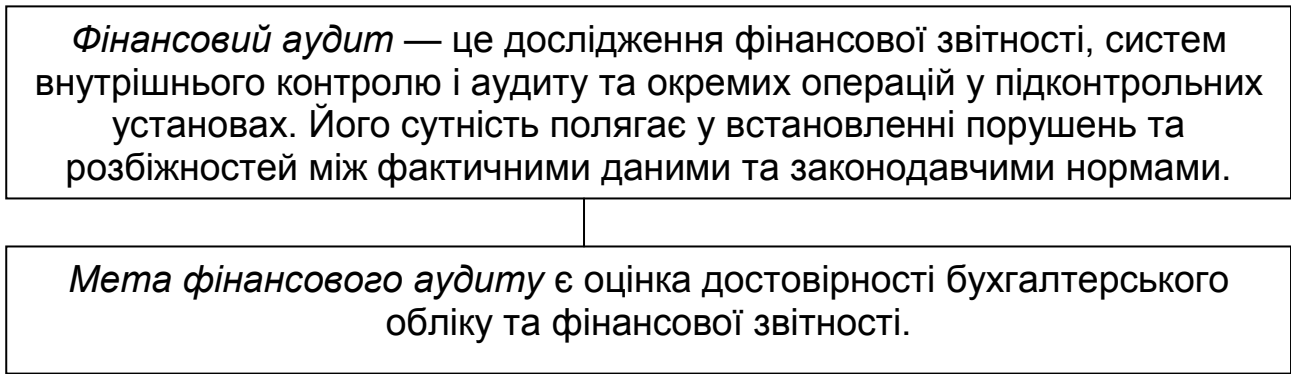 Фінансовий аудит — це дослідження фінансової звітності, систем
внутрішнього контролю і аудиту та окремих операцій у підконтрольних
установах. Його сутність полягає у встановленні порушень та
розбіжностей між фактичними даними та законодавчими нормами.
Мета фінансового аудиту є оцінка достовірності бухгалтерського
обліку та фінансової звітності.